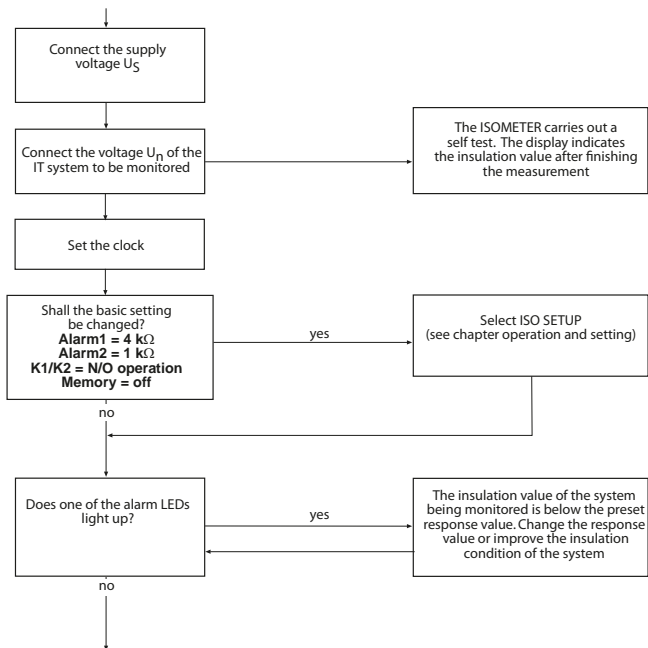 Connect the supply
voltage US
Connect the voltage Un of the
IT system to be monitored
The ISOMETER carries out a
self test. The display indicates
the insulation value after finishing
the measurement
Set the clock
Shall the basic setting
be changed?
Alarm1 = 4 kΩ
Alarm2 = 1 kΩ
K1/K2 = N/O operation
Memory = off
yes
Select ISO SETUP
(see chapter operation and setting)
no
Does one of the alarm LEDs
light up?
yes
The insulation value of the system
being monitored is below the preset
response value. Change the response
value or improve the insulation
condition of the system
no